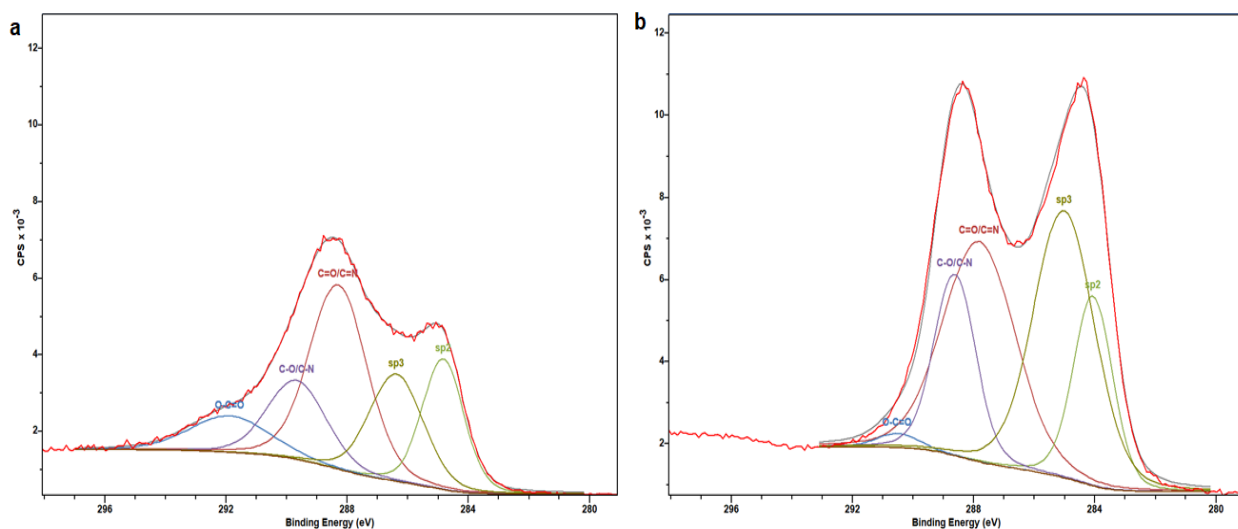 a
12
10
8
6
4
2
CPS x 10⁻³
C=O/C=N
C-O/C-N
O-C=O
sp3
sp2
296 292 288 284 280
Binding Energy (eV)
b
12
10
8
6
4
2
CPS x 10⁻³
C=O/C=N
C-O/C-N
O-C=O
sp3
sp2
296 292 288 284 280
Binding Energy (eV)